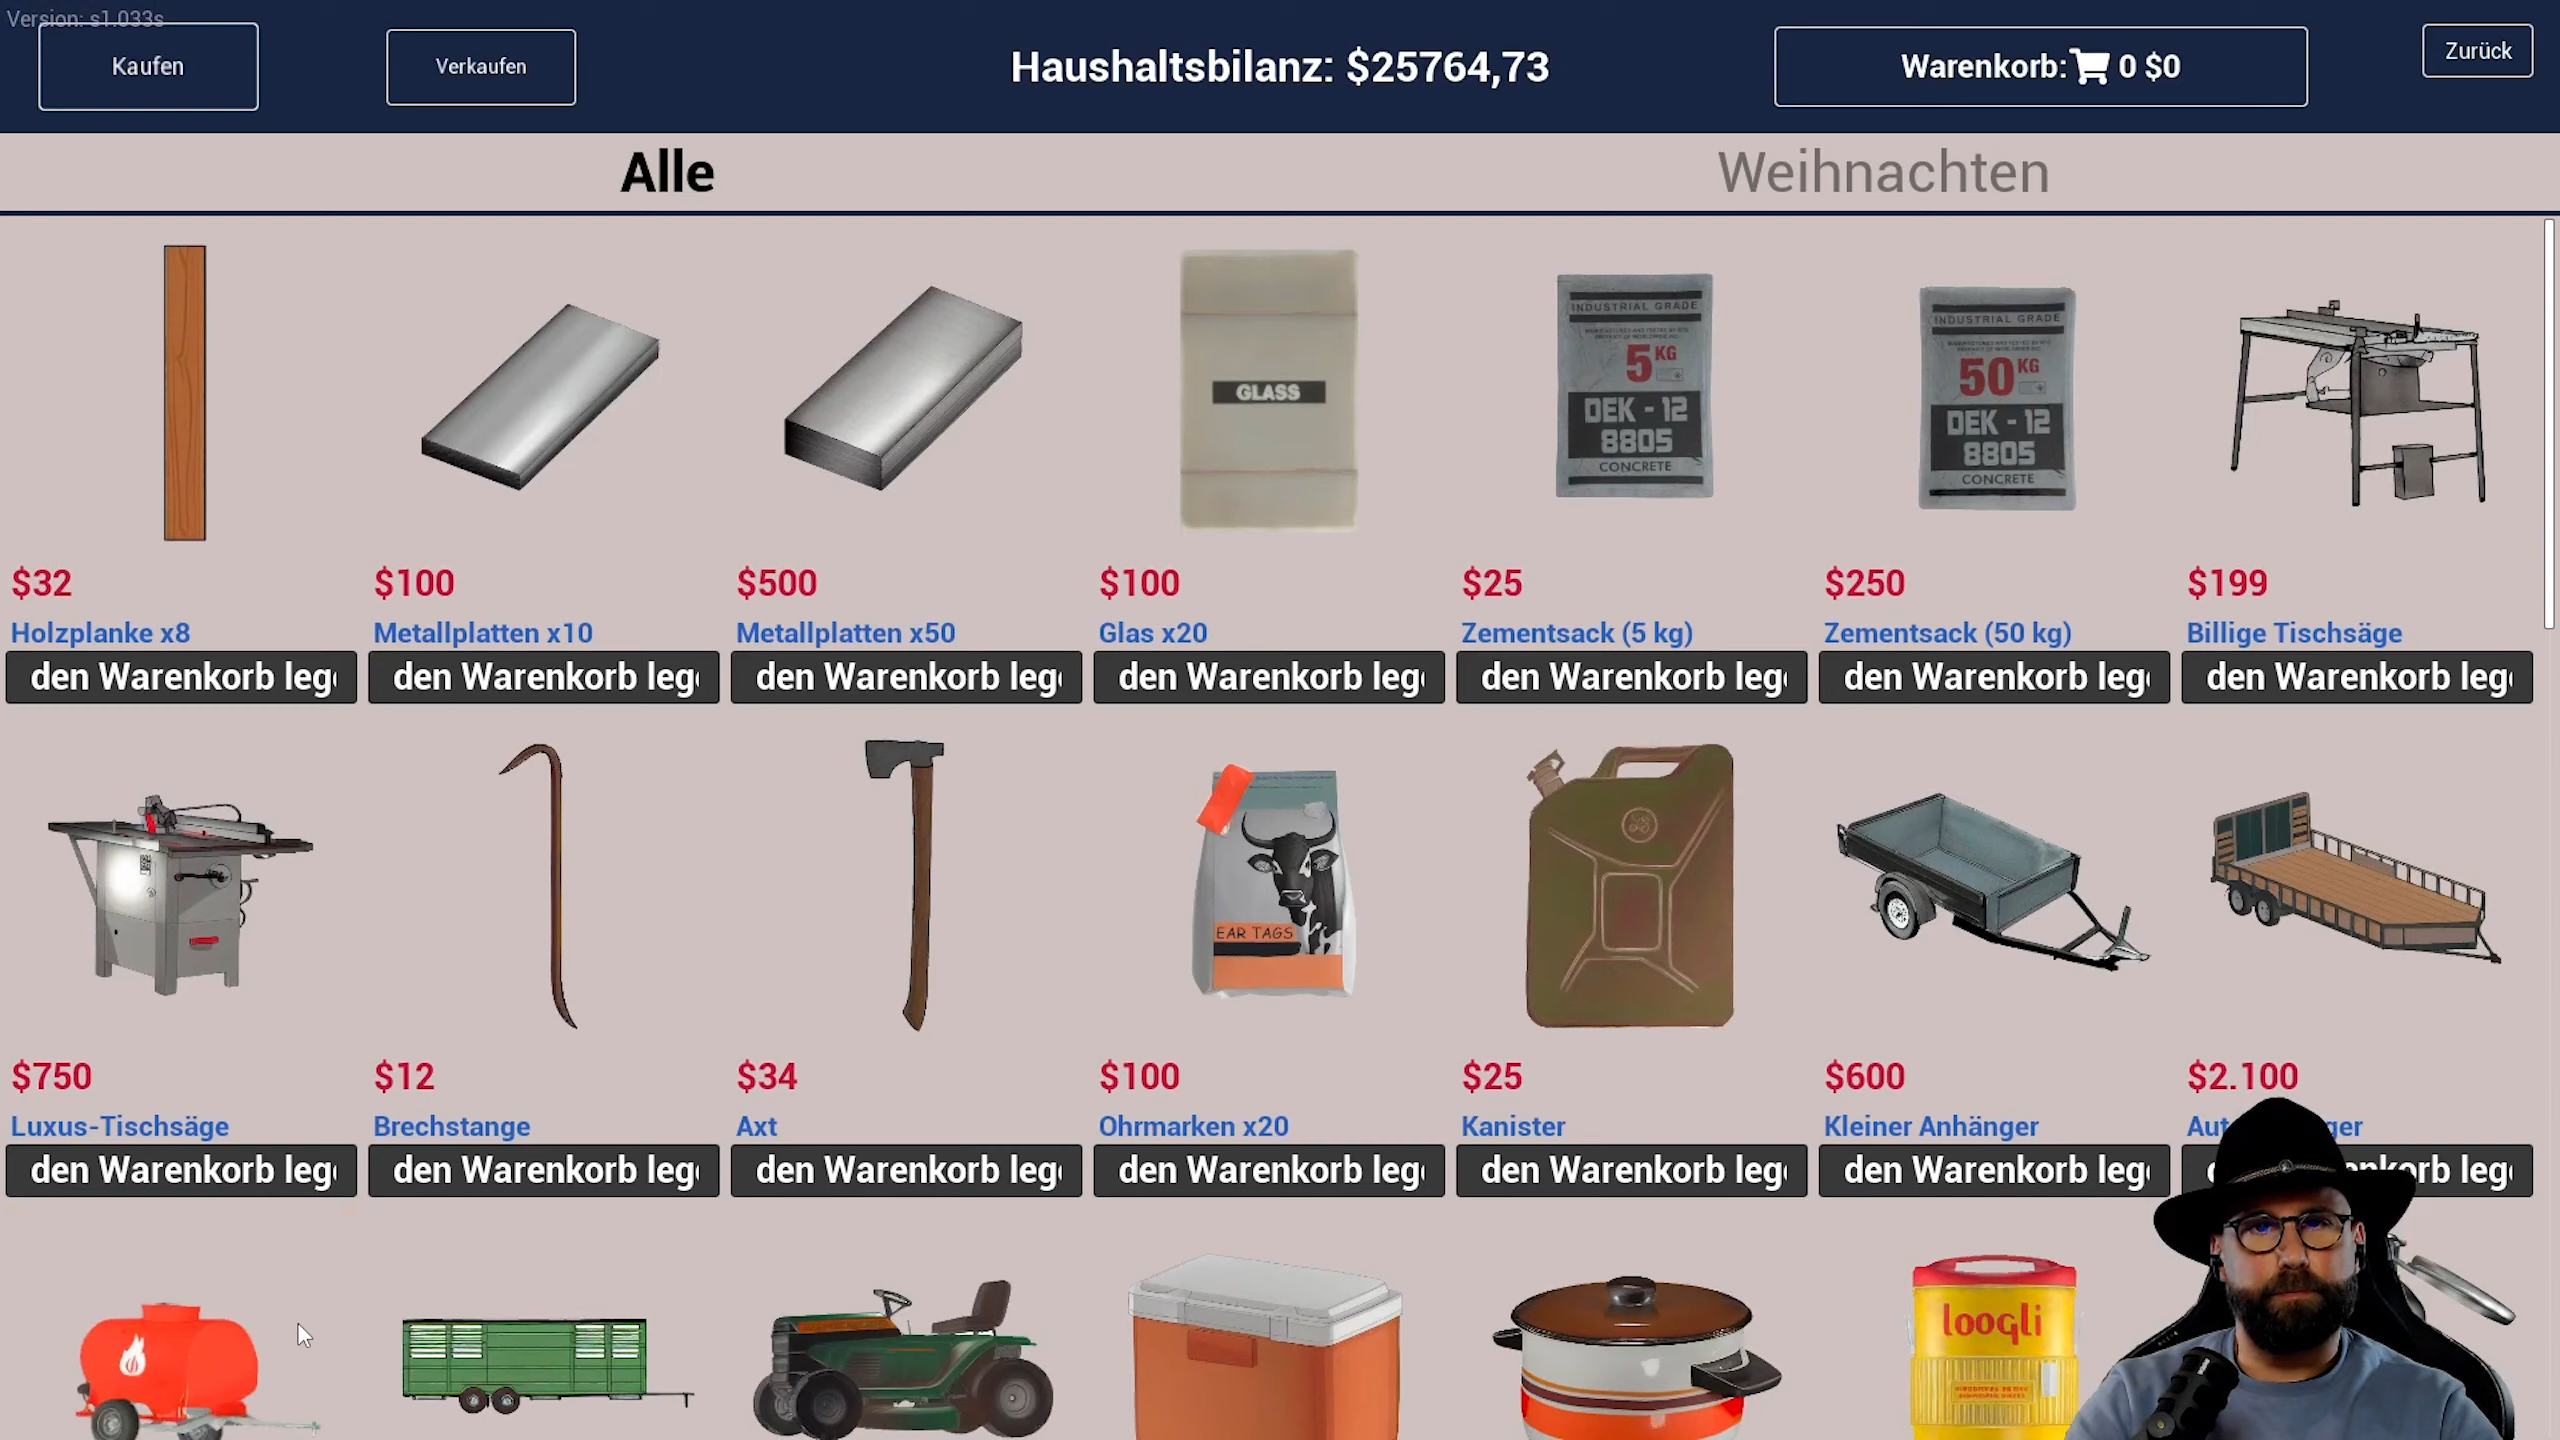 Version: s1.033s
Kaufen
Verkaufen
Haushaltsbilanz: $25764,73
Warenkorb: 0 $0
Zurück
Alle
Weihnachten
GLASS
INDUSTRIAL GRADE
5KG
DEK - 12
8805
CONCRETE
INDUSTRIAL GRADE
50KG
DEK - 12
8805
CONCRETE
$32
$100
$500
$100
$25
$250
$199
Holzplanke x8
Metallplatten x10
Metallplatten x50
Glas x20
Zementsack (5 kg)
Zementsack (50 kg)
Billige Tischsäge
den Warenkorb leg
den Warenkorb leg
den Warenkorb leg
den Warenkorb leg
den Warenkorb leg
den Warenkorb leg
den Warenkorb leg
EAR TAGS
$750
$12
$34
$100
$25
$600
$2.100
Luxus-Tischsäge
Brechstange
Axt
Ohrmarken x20
Kanister
Kleiner Anhänger
den Warenkorb leg
den Warenkorb leg
den Warenkorb leg
den Warenkorb leg
den Warenkorb leg
den Warenkorb leg
loogli